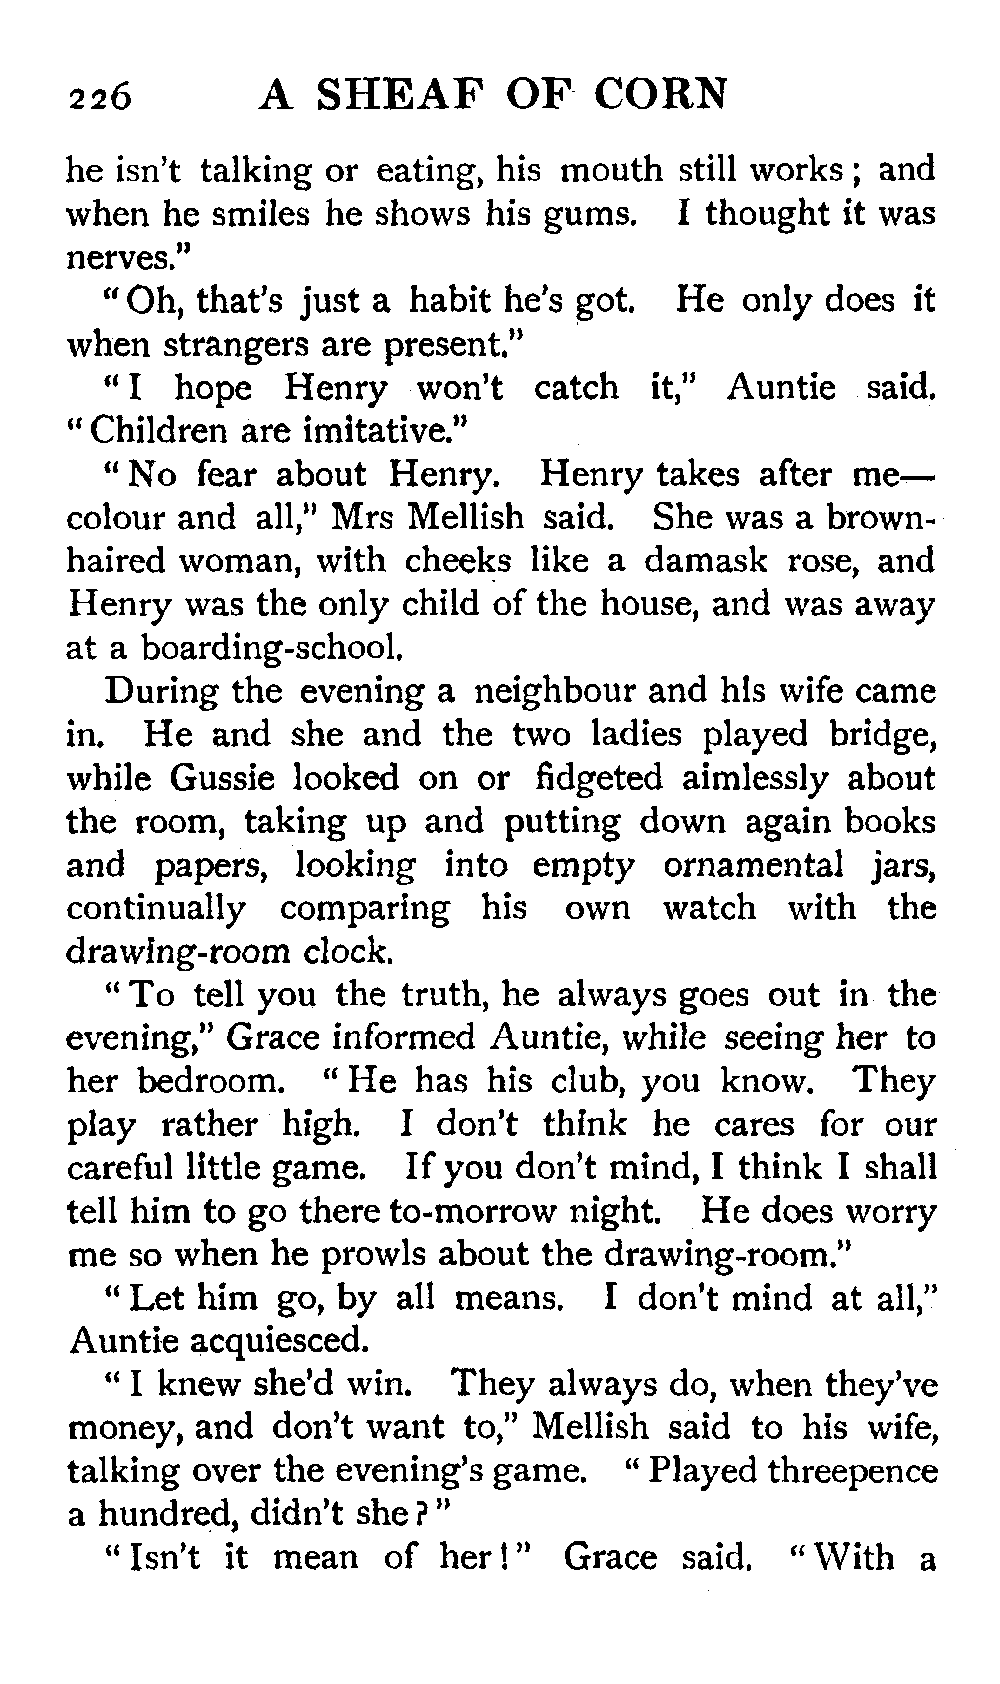 226 A SHEAF OF CORN
he isn't talking or eating, his mouth still works; and
when he smiles he shows his gums. I thought it was
nerves."
"Oh, that's just a habit he's got. He only does it
when strangers are present."
"I hope Henry won't catch it," Auntie said.
"Children are imitative."
"No fear about Henry. Henry takes after me—
colour and all," Mrs Mellish said. She was a brown-
haired woman, with cheeks like a damask rose, and
Henry was the only child of the house, and was away
at a boarding-school.
During the evening a neighbour and his wife came
in. He and she and the two ladies played bridge,
while Gussie looked on or fidgeted aimlessly about
the room, taking up and putting down again books
and papers, looking into empty ornamental jars,
continually comparing his own watch with the
drawing-room clock.
"To tell you the truth, he always goes out in the
evening," Grace informed Auntie, while seeing her to
her bedroom. "He has his club, you know. They
play rather high. I don't think he cares for our
careful little game. If you don't mind, I think I shall
tell him to go there to-morrow night. He does worry
me so when he prowls about the drawing-room."
"Let him go, by all means. I don't mind at all,"
Auntie acquiesced.
"I knew she'd win. They always do, when they've
money, and don't want to," Mellish said to his wife,
talking over the evening's game. "Played threepence
a hundred, didn't she?"
"Isn't it mean of her!" Grace said. "With a